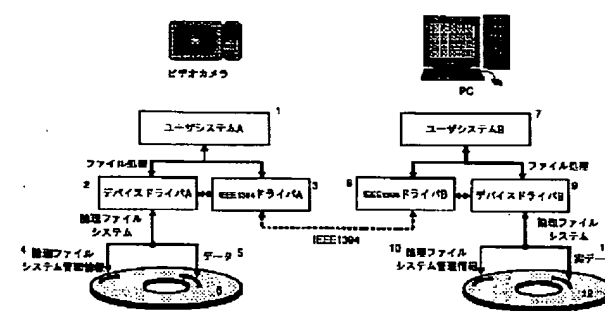 ビデオカメラ
PC
1
ユーザシステムA
7
ユーザシステムB
ファイル処理
ファイル処理
2
デバイスドライバA
3
IEEE1394ドライバA
8
IEEE1394ドライバB
9
デバイスドライバB
論理ファイル
システム
IEEE1394
論理ファイル
システム
4 論理ファイル
システム管理情報
データ 5
10 論理ファイル
システム管理情報
実データ
6
12